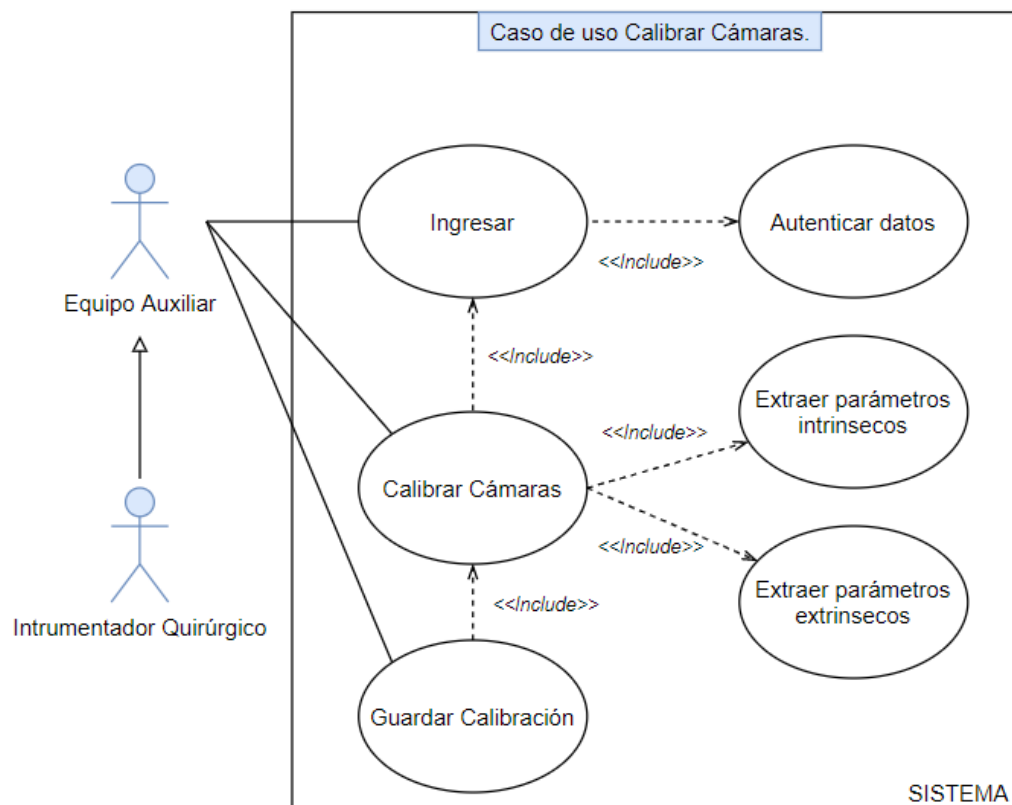 Caso de uso Calibrar Cámaras.
Ingresar
<<Include>>
Autenticar datos
Equipo Auxiliar
<<Include>>
Extraer parámetros
intrinsecos
<<Include>>
Calibrar Cámaras
<<Include>>
Extraer parámetros
extrinsecos
<<Include>>
Intrumentador Quirúrgico
Guardar Calibración
SISTEMA